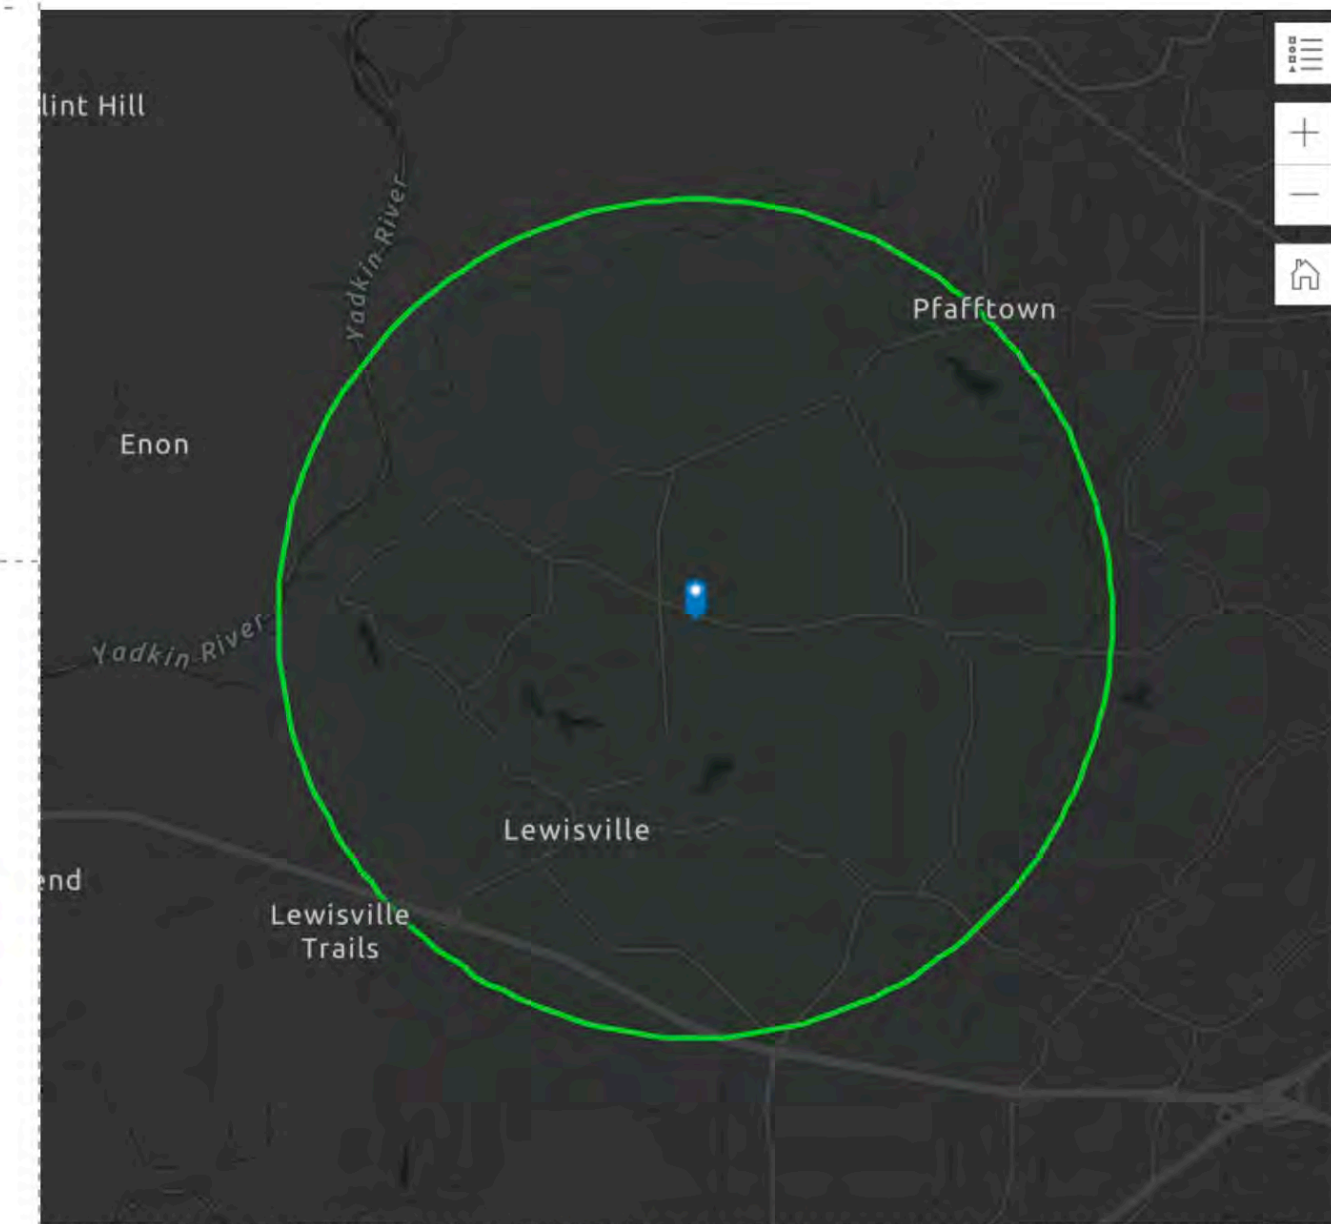 lint Hill
Yadkin River
Pfafftown
Enon
Yadkin River
Lewisville
end
Lewisville
Trails